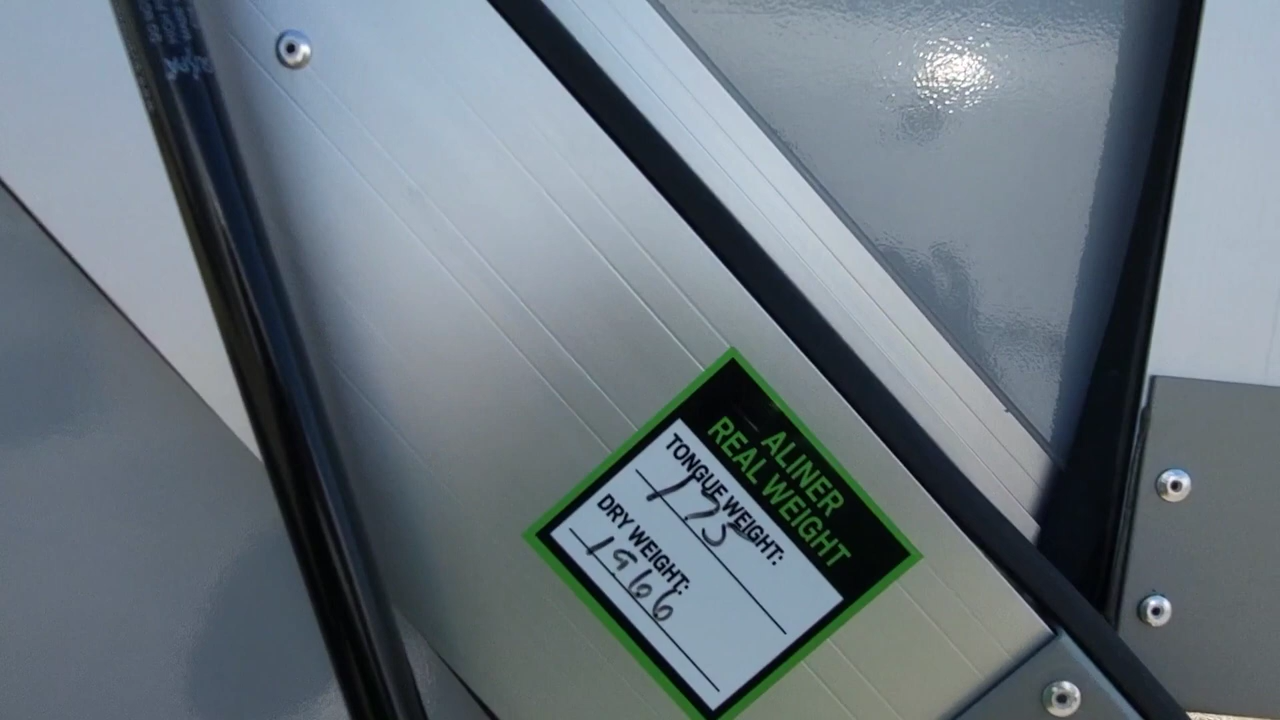 ALINER
REAL WEIGHT
TONGUE WEIGHT:
175
DRY WEIGHT:
1966